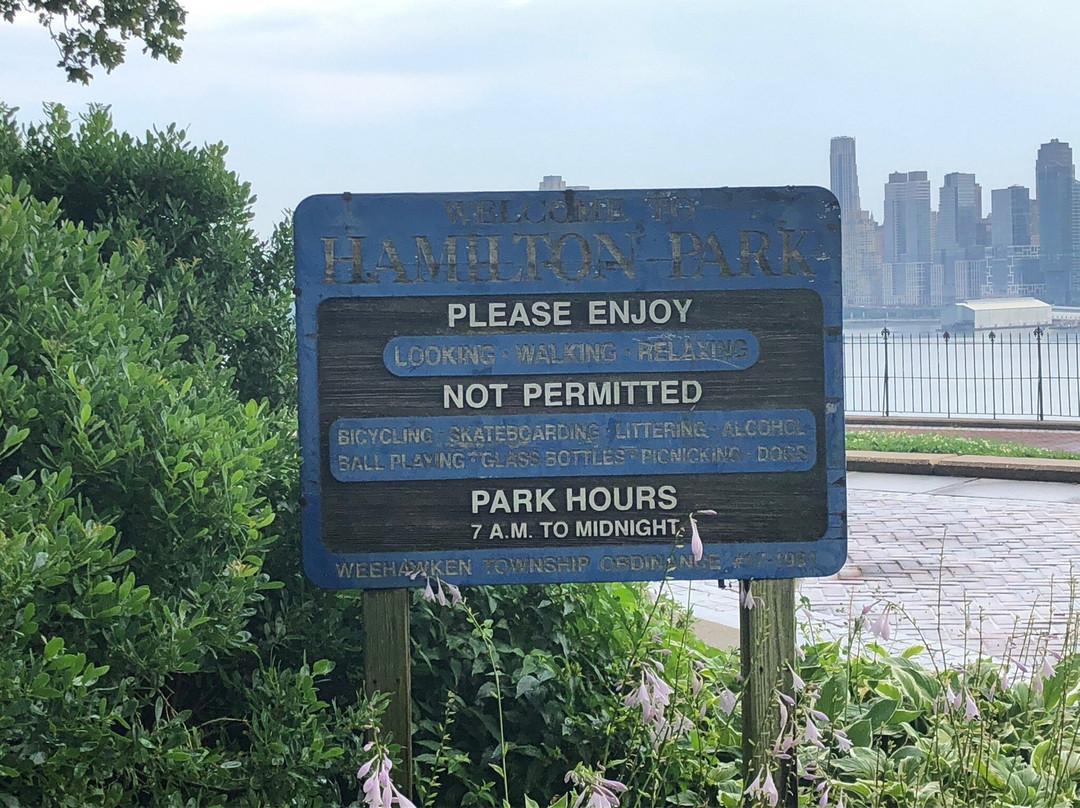 WELCOME TO
HAMILTON PARK
PLEASE ENJOY
LOOKING · WALKING · RELAXING
NOT PERMITTED
BICYCLING · SKATEBOARDING · LITTERING · ALCOHOL
BALL PLAYING · GLASS BOTTLES · PICNICKING · DOGS
PARK HOURS
7 A.M. TO MIDNIGHT
WEEHAWKEN TOWNSHIP ORDINANCE